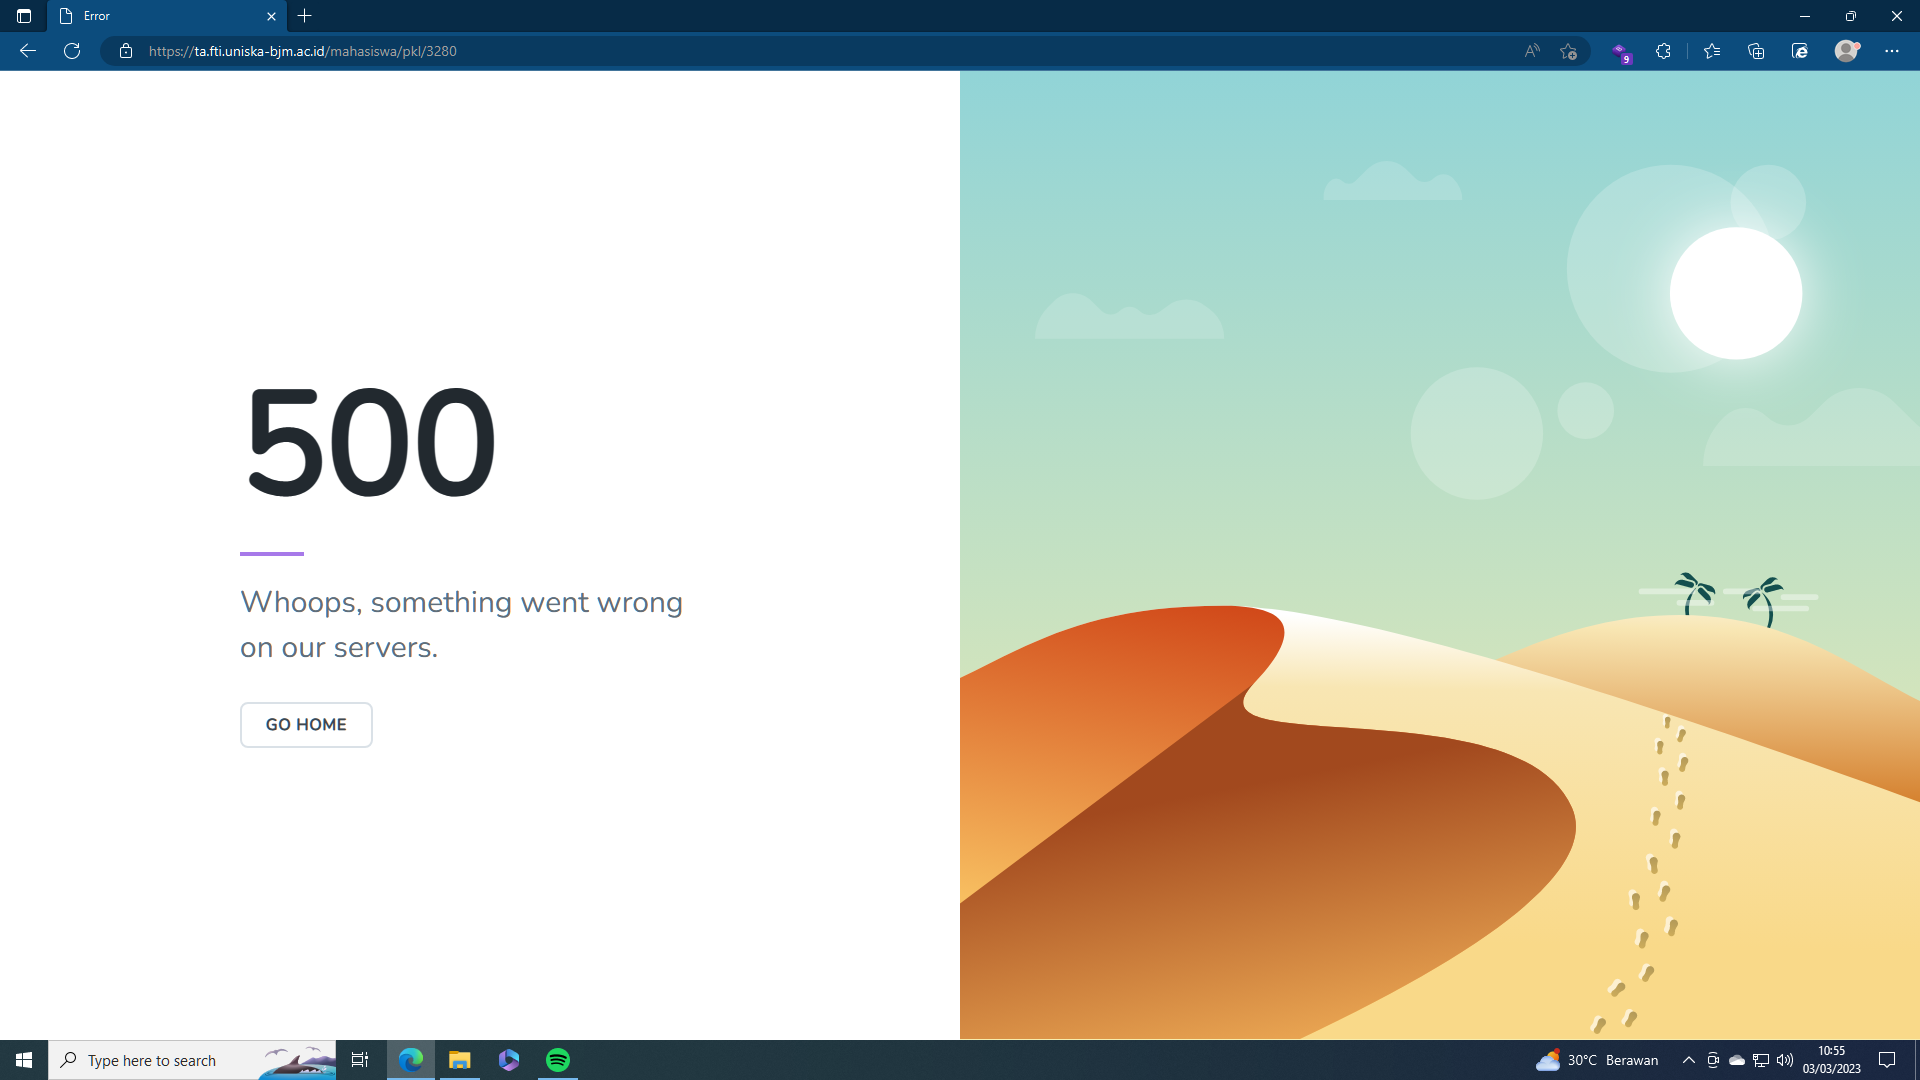 Error
https://ta.fti.uniska-bjm.ac.id/mahasiswa/pkl/3280
9
500
Whoops, something went wrong
on our servers.
GO HOME
Type here to search
30°C Berawan
10:55
03/03/2023